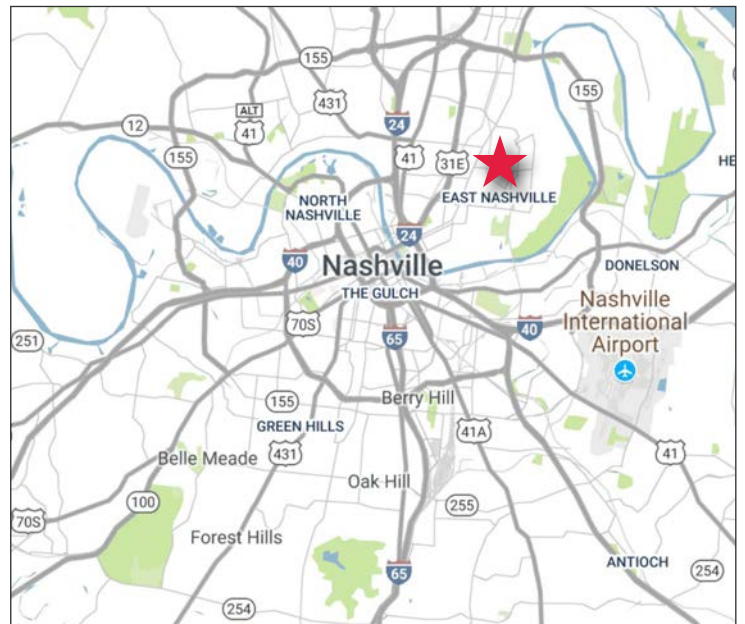 155
431
ALT
41
24
155
12
155
41
31E
HE
NORTH
NASHVILLE
EAST NASHVILLE
24
40
Nashville
DONELSON
THE GULCH
Nashville
International
Airport
70S
40
251
65
155
Berry Hill
GREEN HILLS
41A
431
Belle Meade
41
Oak Hill
100
255
70S
Forest Hills
ANTIOCH
65
254
254